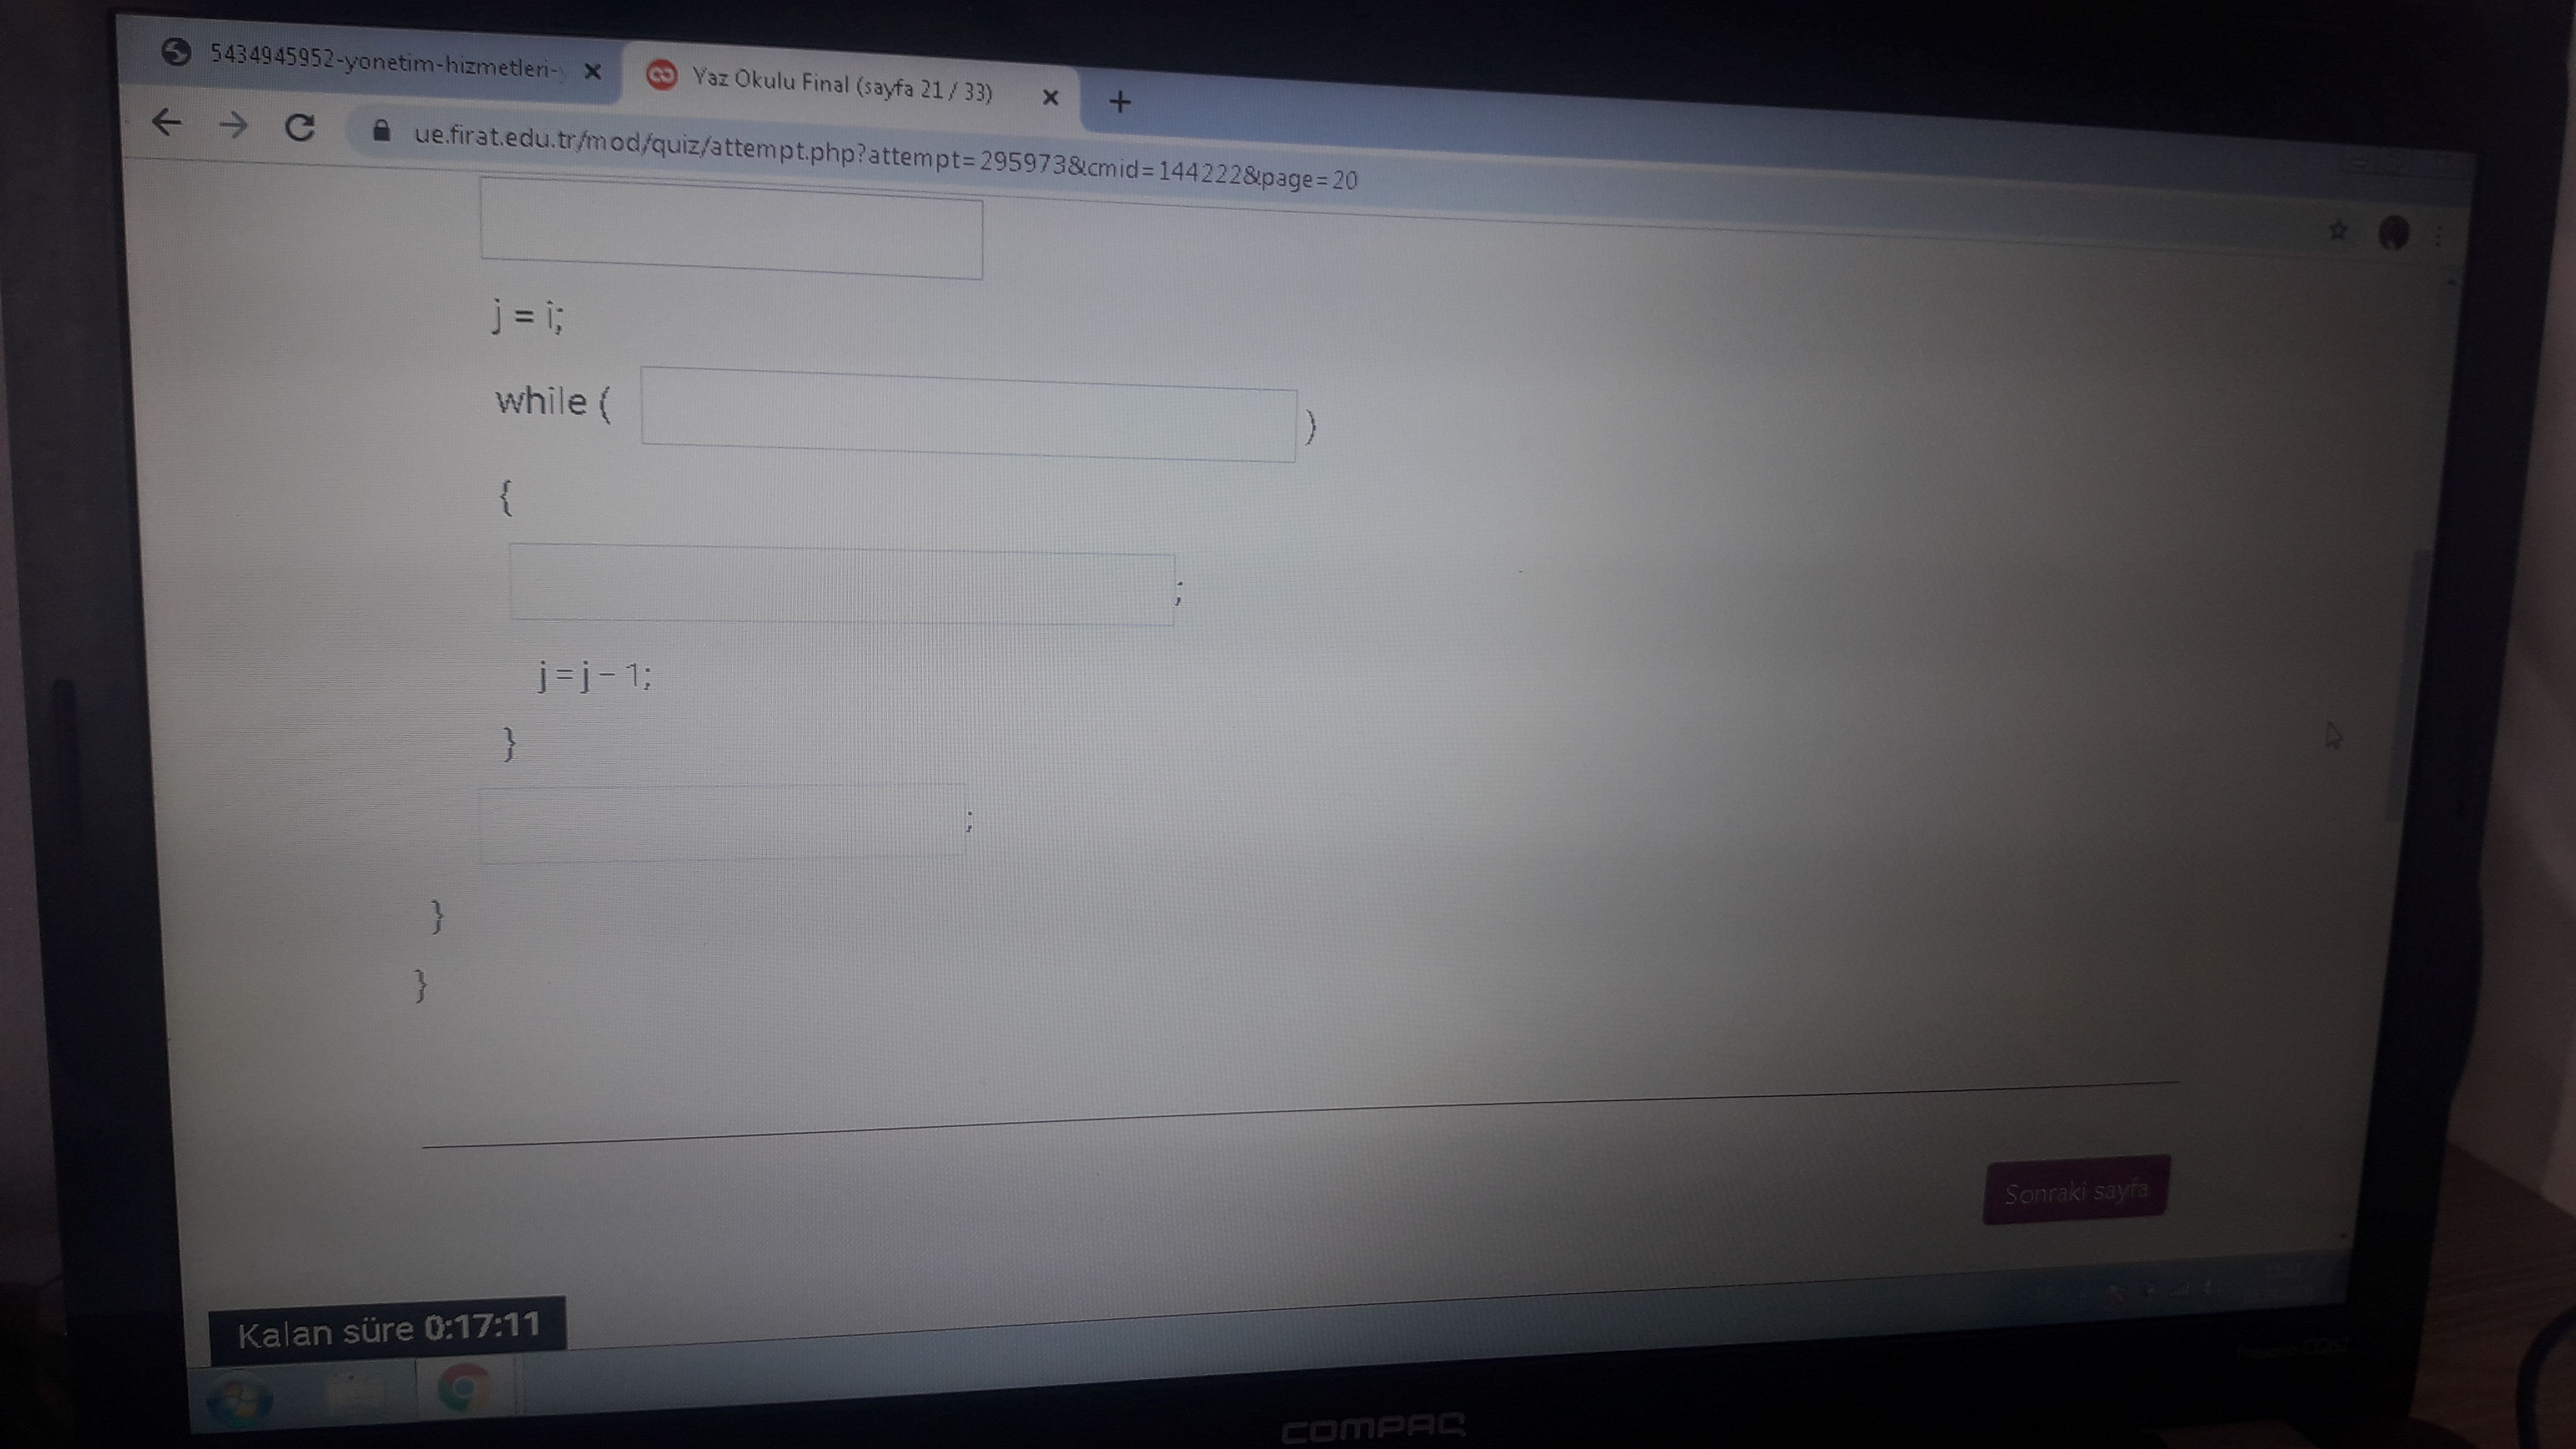 5434945952-yonetim-hizmetleri-
Yaz Okulu Final (sayfa 21 / 33)
ue.firat.edu.tr/mod/quiz/attempt.php?attempt=295973&cmid=144222&page=20
j = i;
while ( )
{
;
j = j - 1;
}
;
}
}
Sonraki sayfa
Kalan süre 0:17:11
COMPAQ